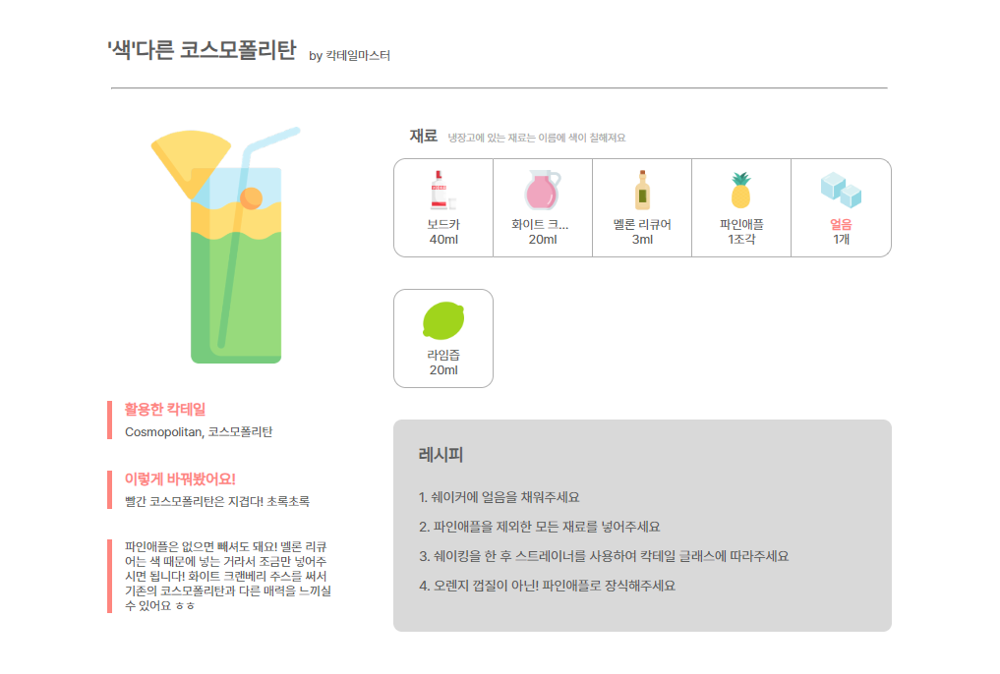 '색'다른 코스모폴리탄 by 칵테일마스터
재료 냉장고에 있는 재료는 이름에 색이 칠해져요
보드카 화이트 크... 멜론 리큐어 파인애플 얼음
40ml 20ml 3ml 1조각 1개
라임즙
20ml
활용한 칵테일
Cosmopolitan, 코스모폴리탄
이렇게 바꿔봤어요!
빨간 코스모폴리탄은 지겹다! 초록초록
파인애플은 없으면 빼셔도 돼요! 멜론 리큐
어는 색 때문에 넣는 거라서 조금만 넣어주
시면 됩니다! 화이트 크랜베리 주스를 써서
기존의 코스모폴리탄과 다른 매력을 느끼실
수 있어요 ㅎㅎ
레시피
1. 쉐이커에 얼음을 채워주세요
2. 파인애플을 제외한 모든 재료를 넣어주세요
3. 쉐이킹을 한 후 스트레이너를 사용하여 칵테일 글래스에 따라주세요
4. 오렌지 껍질이 아닌! 파인애플로 장식해주세요